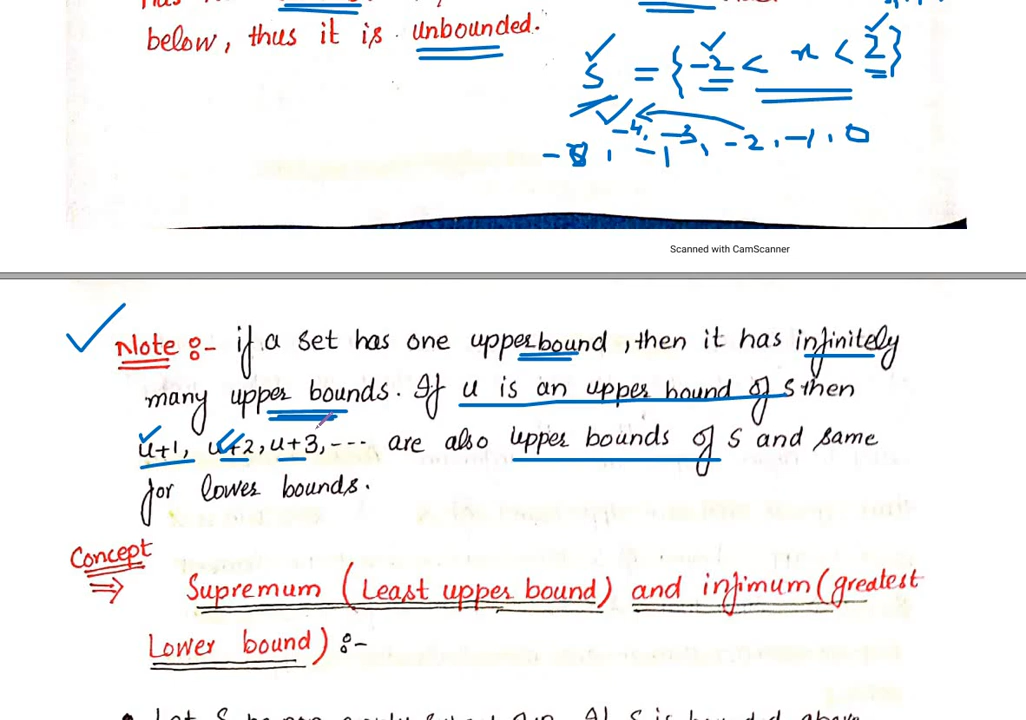 below, thus it is unbounded.
S = {-2 < x < 2}
-4, -3, -2, -1, 0
Scanned with CamScanner
Note :- if a set has one upperbound, then it has infinitely
many upper bounds. If u is an upper bound of S then
u+1, u+2, u+3, --- are also upper bounds of S and same
for lower bounds.
Concept
⇒ Supremum (Least upper bound) and infimum (greatest
Lower bound) :-